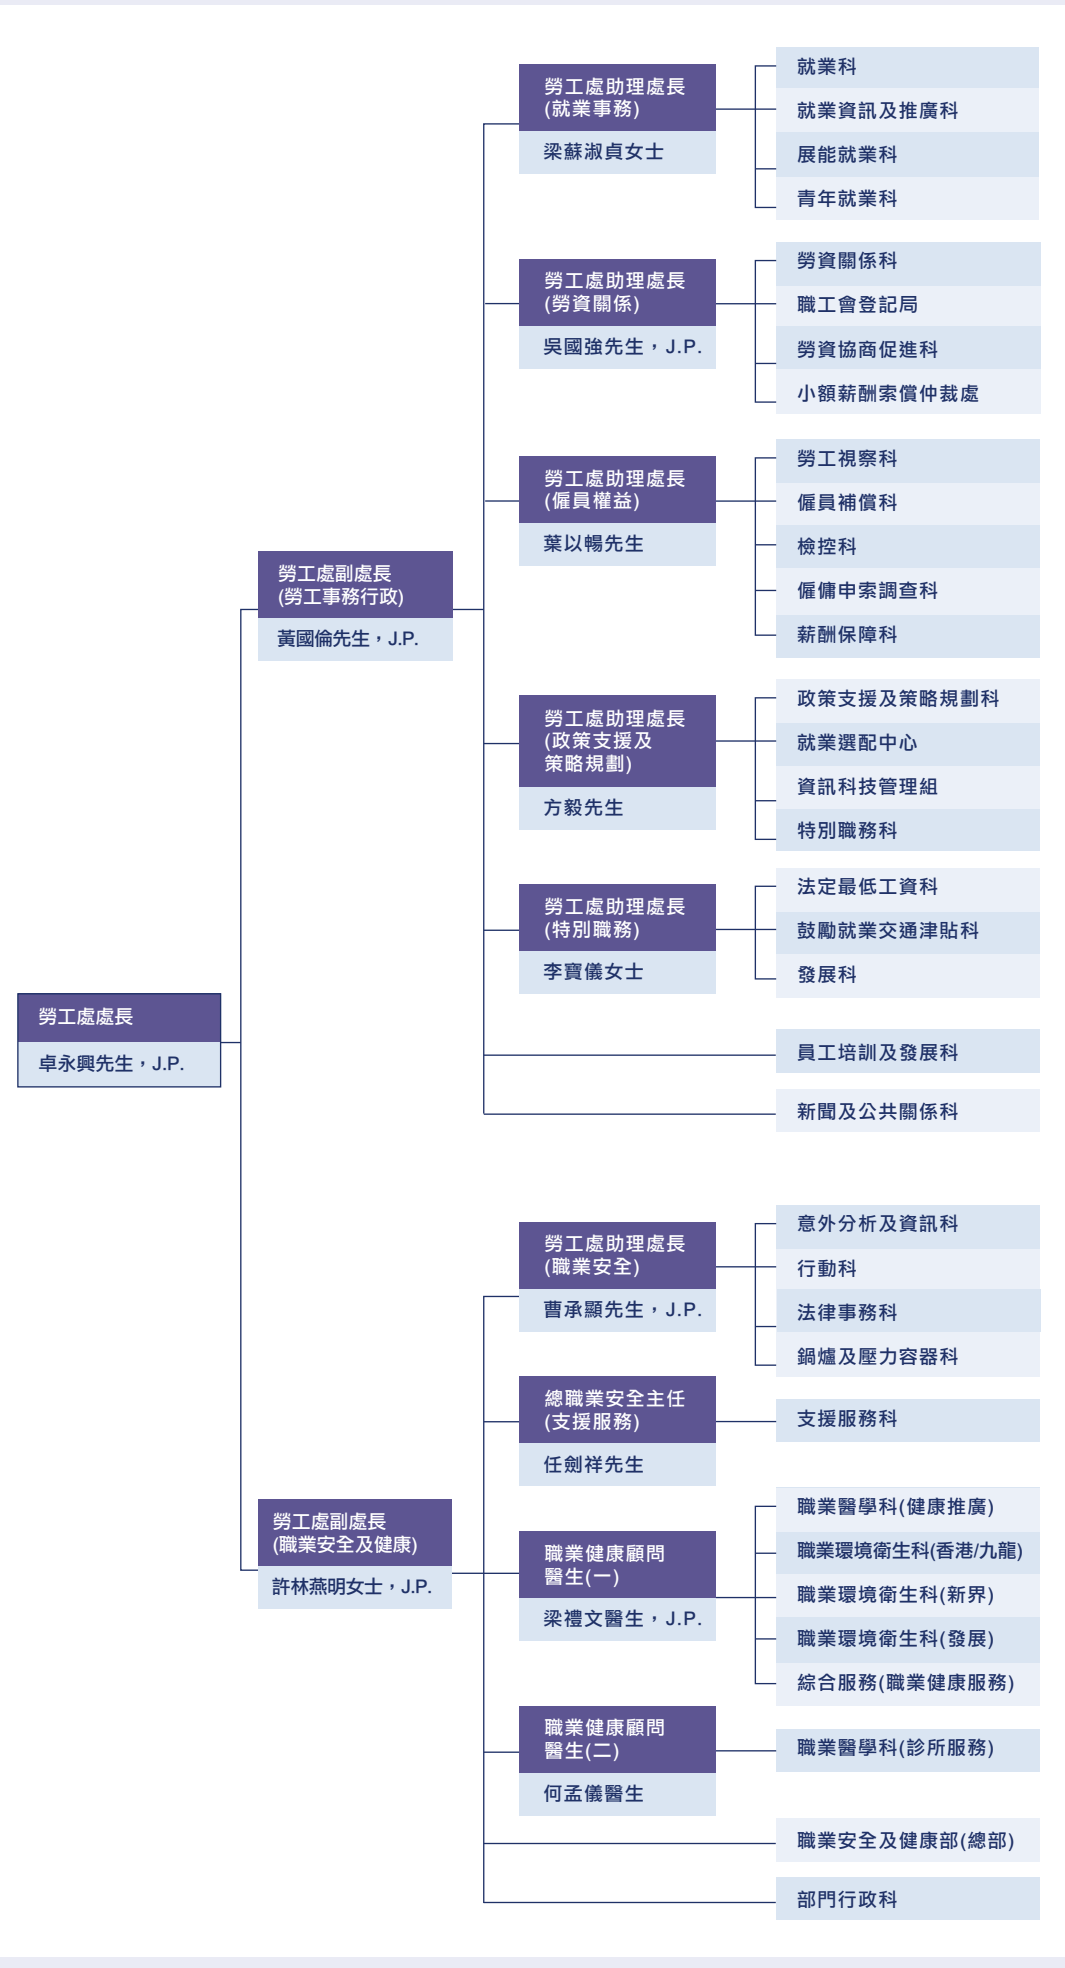 勞工處處長
卓永興先生，J.P.
勞工處副處長
(勞工事務行政)
黃國倫先生，J.P.
勞工處助理處長
(就業事務)
梁蘇淑貞女士
就業科
就業資訊及推廣科
展能就業科
青年就業科
勞工處助理處長
(勞資關係)
吳國強先生，J.P.
勞資關係科
職工會登記局
勞資協商促進科
小額薪酬索償仲裁處
勞工處助理處長
(僱員權益)
葉以暢先生
勞工視察科
僱員補償科
檢控科
僱傭申索調查科
薪酬保障科
勞工處助理處長
(政策支援及
策略規劃)
方毅先生
政策支援及策略規劃科
就業選配中心
資訊科技管理組
特別職務科
勞工處助理處長
(特別職務)
李寶儀女士
法定最低工資科
鼓勵就業交通津貼科
發展科
員工培訓及發展科
新聞及公共關係科
勞工處副處長
(職業安全及健康)
許林燕明女士，J.P.
勞工處助理處長
(職業安全)
曹承顯先生，J.P.
意外分析及資訊科
行動科
法律事務科
鍋爐及壓力容器科
總職業安全主任
(支援服務)
任劍祥先生
支援服務科
職業健康顧問
醫生(一)
梁禮文醫生，J.P.
職業醫學科(健康推廣)
職業環境衛生科(香港/九龍)
職業環境衛生科(新界)
職業環境衛生科(發展)
綜合服務(職業健康服務)
職業健康顧問
醫生(二)
何孟儀醫生
職業醫學科(診所服務)
職業安全及健康部(總部)
部門行政科